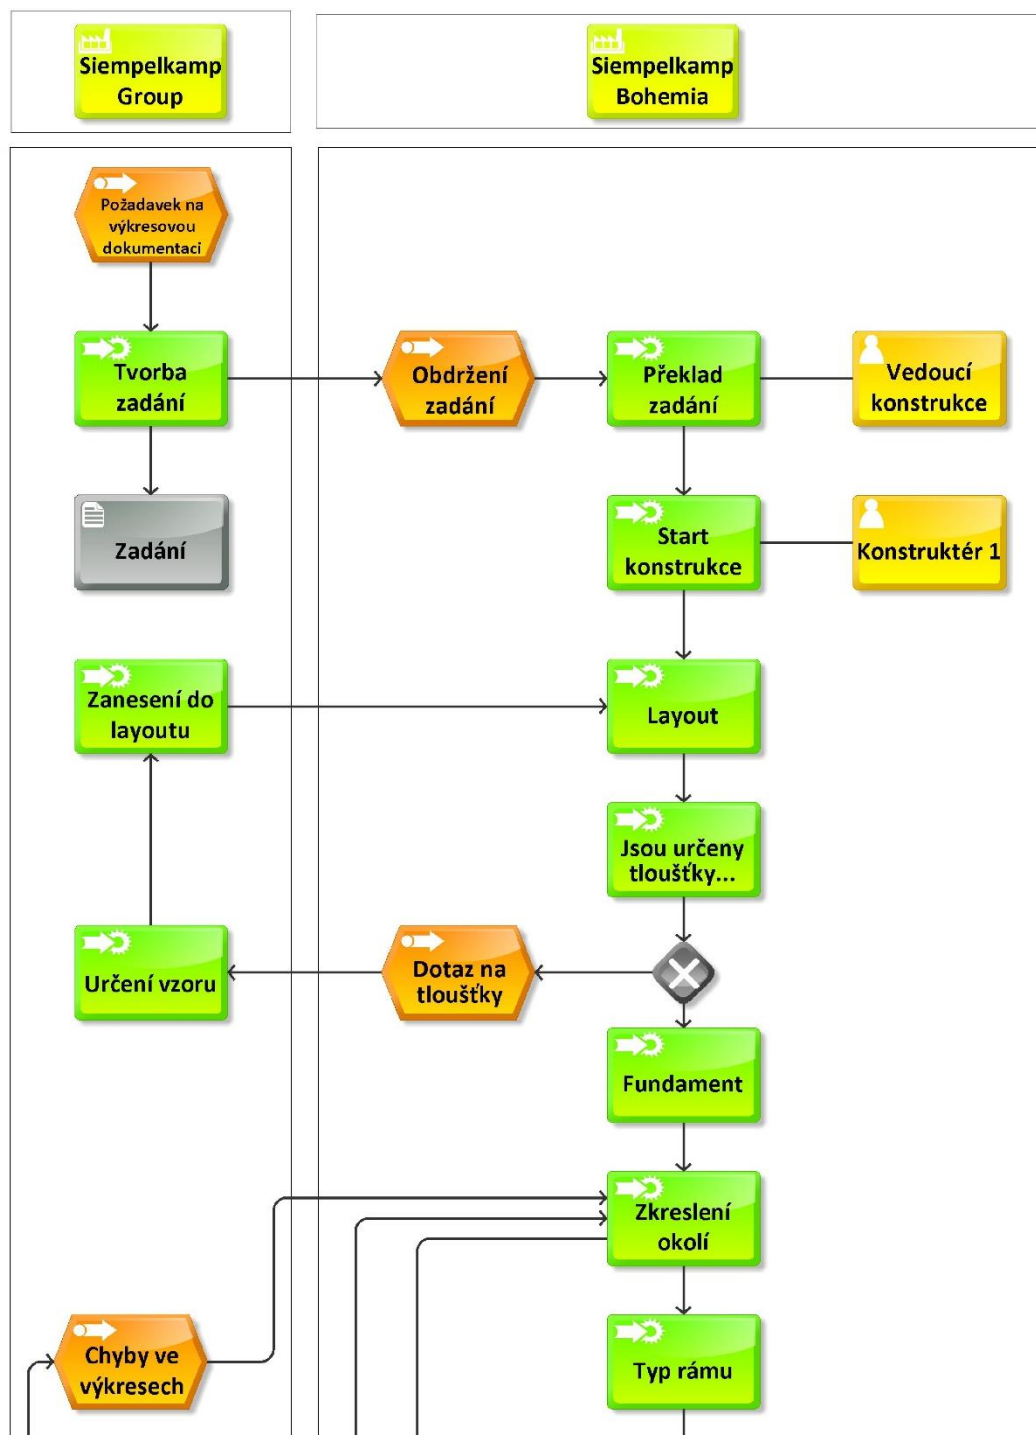 Siempelkamp
Group
Siempelkamp
Bohemia
Požadavek na
výkresovou
dokumentaci
Tvorba
zadání
Obdržení
zadání
Překlad
zadání
Vedoucí
konstrukce
Zadání
Start
konstrukce
Konstruktér 1
Zanesení do
layoutu
Layout
Jsou určeny
tloušťky...
Určení vzoru
Dotaz na
tloušťky
Fundament
Zkreslení
okolí
Chyby ve
výkresech
Typ rámu